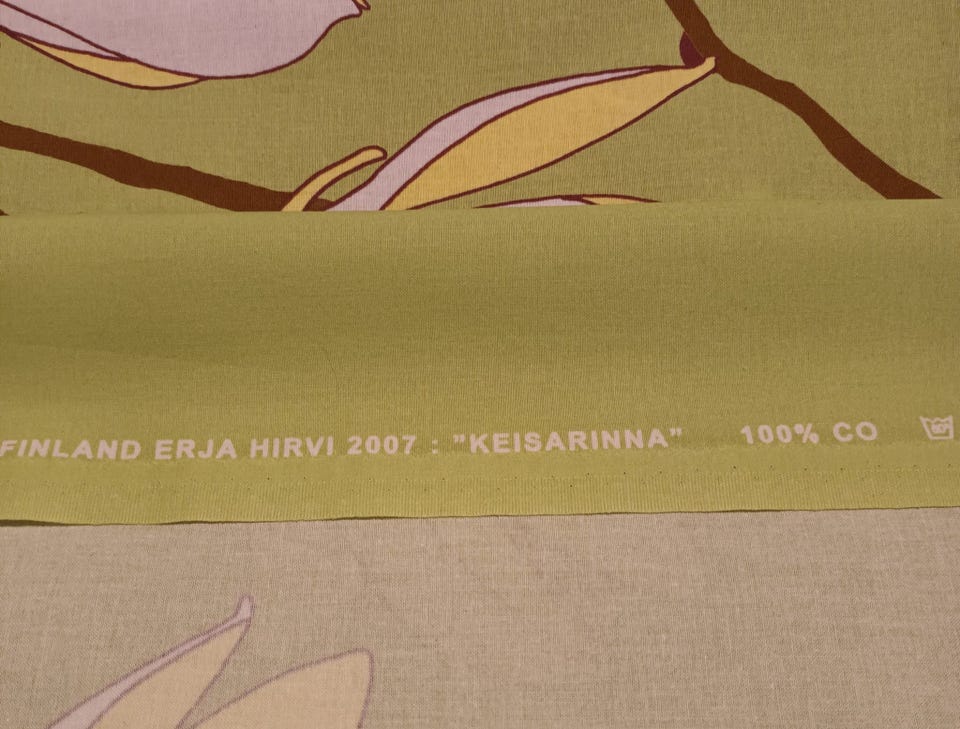 FINLAND ERJA HIRVI 2007 : "KEISARINNA" 100% CO